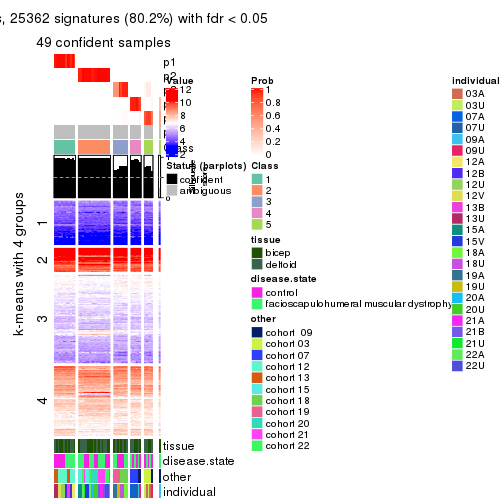 s, 25362 signatures (80.2%) with fdr < 0.05
49 confident samples
k-means with 4 groups
1
2
3
4
p1
p2
tissue
disease.state
other
individual
Value
12
10
8
6
4
2
Status (barplots)
confident
ambiguous
Prob
1
0.8
0.6
0.4
0.2
0
Class
1
2
3
4
5
tissue
bicep
deltoid
disease.state
control
facioscapulohumeral muscular dystrophy
other
cohort 09
cohort 03
cohort 07
cohort 12
cohort 13
cohort 15
cohort 18
cohort 19
cohort 20
cohort 21
cohort 22
individual
03A
03U
07A
07U
09A
09U
12A
12B
12U
12V
13B
13U
15A
15V
18A
18U
19A
19U
20A
20U
21A
21B
21U
22A
22U